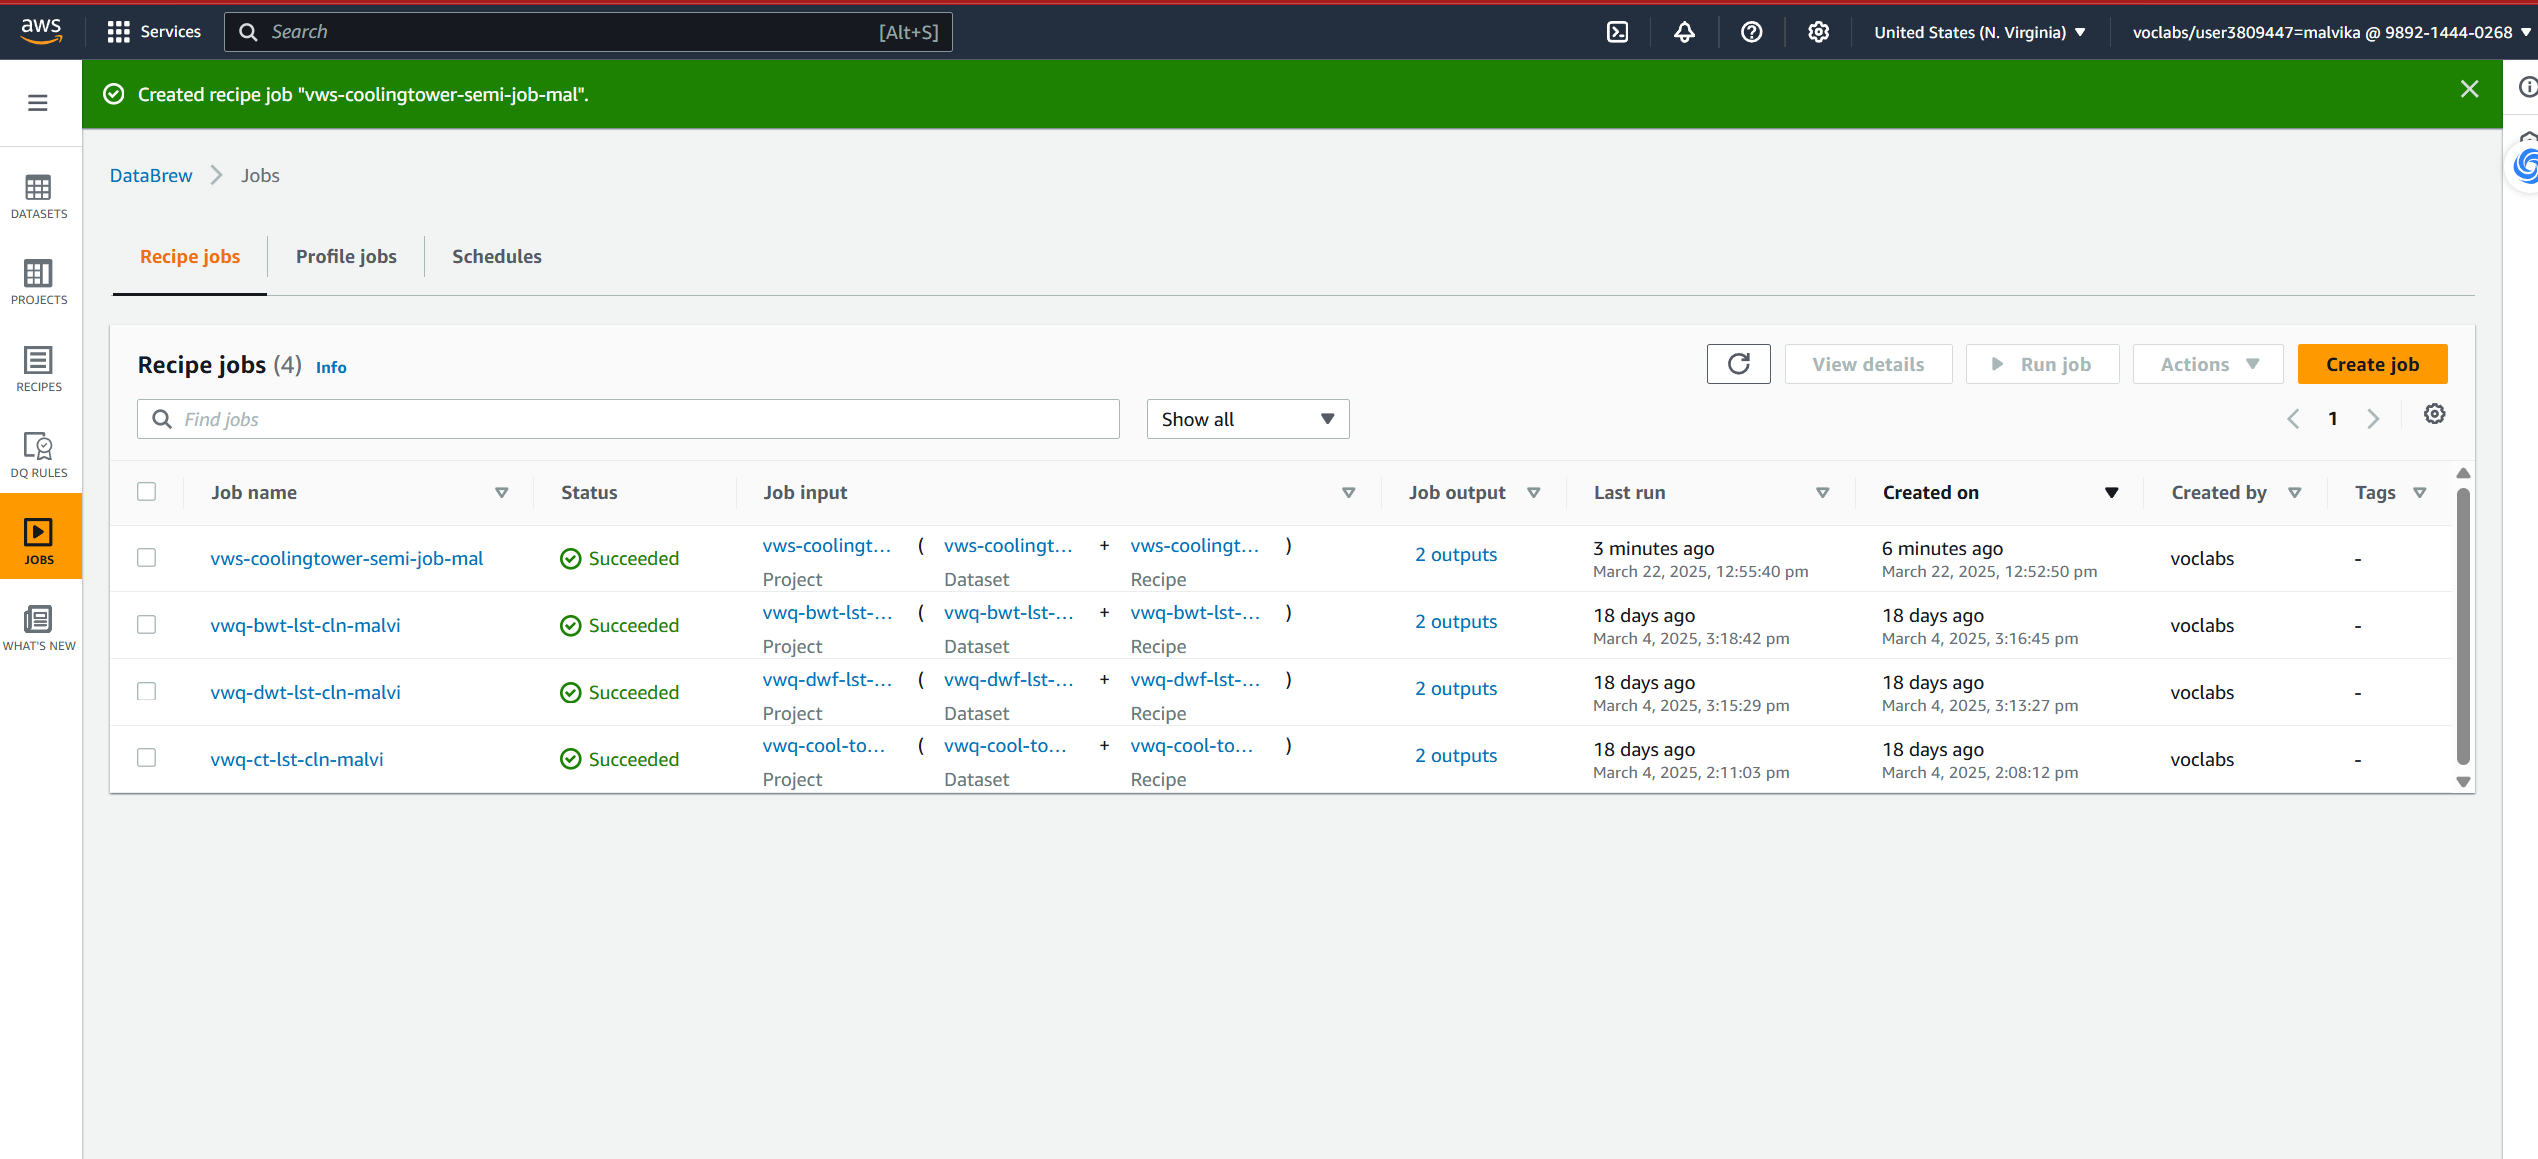 aws Services Search [Alt+S] United States (N. Virginia) voclabs/user3809447=malvika @ 9892-1444-0268
Created recipe job "vws-coolingtower-semi-job-mal".
DataBrew Jobs
DATASETS
PROJECTS
RECIPES
DQ RULES
JOBS
WHAT'S NEW
Recipe jobs Profile jobs Schedules
Recipe jobs (4) Info View details Run job Actions Create job
Find jobs Show all 1
Job name Status Job input Job output Last run Created on Created by Tags
vws-coolingtower-semi-job-mal Succeeded vws-coolingt... ( vws-coolingt... + vws-coolingt... ) 2 outputs 3 minutes ago 6 minutes ago voclabs -
Project Dataset Recipe March 22, 2025, 12:55:40 pm March 22, 2025, 12:52:50 pm
vwq-bwt-lst-cln-malvi Succeeded vwq-bwt-lst-... ( vwq-bwt-lst-... + vwq-bwt-lst-... ) 2 outputs 18 days ago 18 days ago voclabs -
Project Dataset Recipe March 4, 2025, 3:18:42 pm March 4, 2025, 3:16:45 pm
vwq-dwt-lst-cln-malvi Succeeded vwq-dwf-lst-... ( vwq-dwf-lst-... + vwq-dwf-lst-... ) 2 outputs 18 days ago 18 days ago voclabs -
Project Dataset Recipe March 4, 2025, 3:15:29 pm March 4, 2025, 3:13:27 pm
vwq-ct-lst-cln-malvi Succeeded vwq-cool-to... ( vwq-cool-to... + vwq-cool-to... ) 2 outputs 18 days ago 18 days ago voclabs -
Project Dataset Recipe March 4, 2025, 2:11:03 pm March 4, 2025, 2:08:12 pm